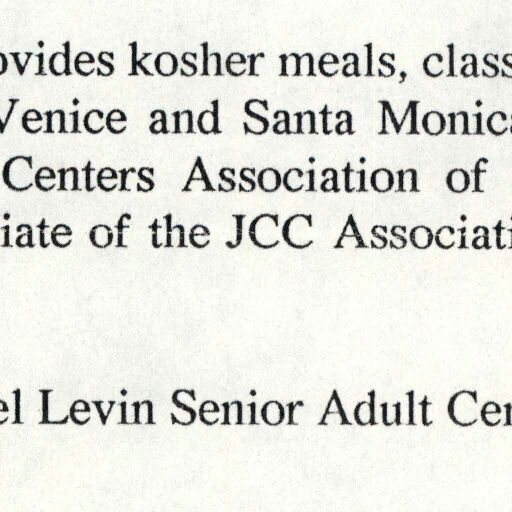 ovides kosher meals, class
Venice and Santa Monica
Centers Association of
iate of the JCC Associati
el Levin Senior Adult Cen